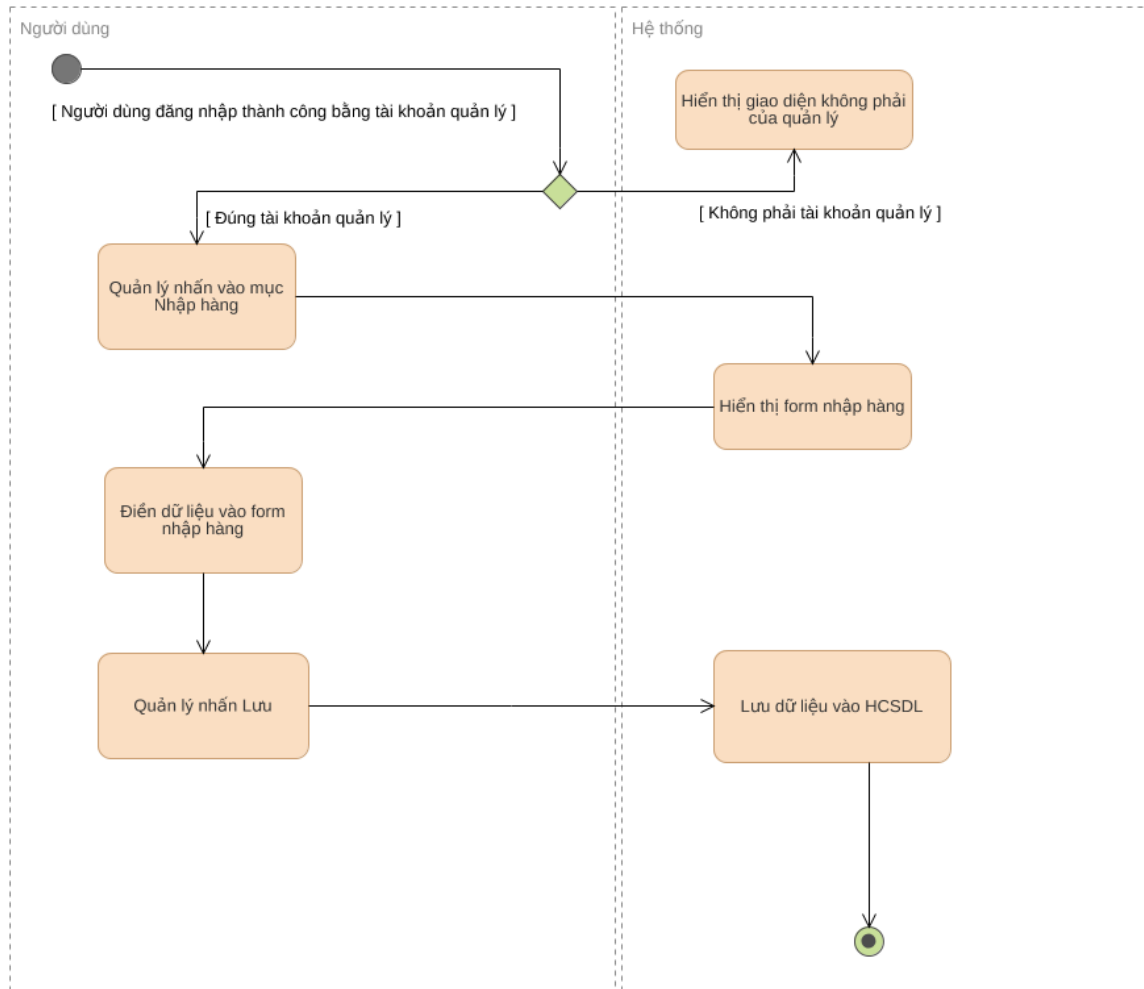 Người dùng
Hệ thống
[ Người dùng đăng nhập thành công bằng tài khoản quản lý ]
Hiển thị giao diện không phải
của quản lý
[ Đúng tài khoản quản lý ]
[ Không phải tài khoản quản lý ]
Quản lý nhấn vào mục
Nhập hàng
Hiển thị form nhập hàng
Điền dữ liệu vào form
nhập hàng
Quản lý nhấn Lưu
Lưu dữ liệu vào HCSDL